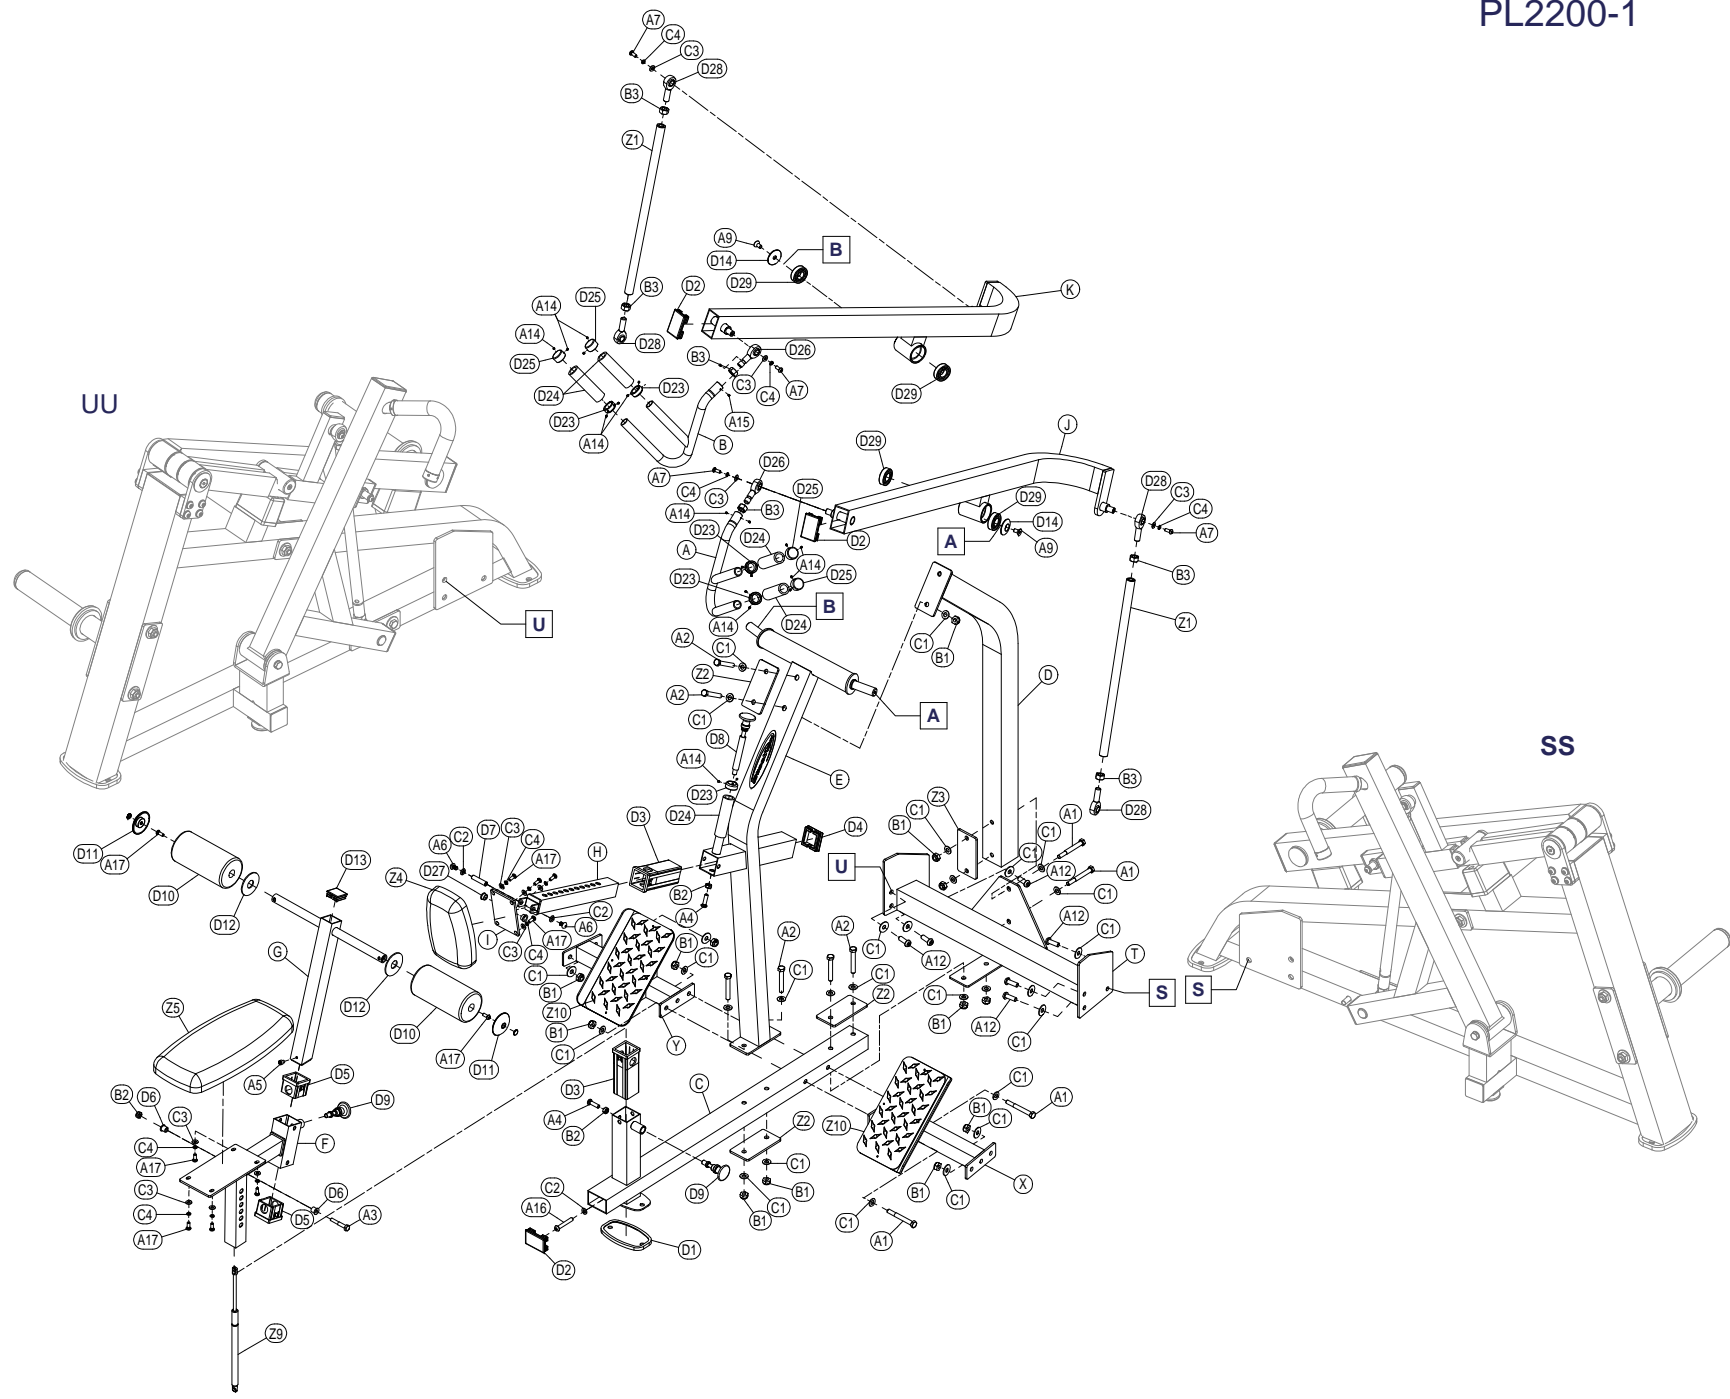 PL2200-1
A7
C4
C3
D28
B3
Z1
A9
B
D14
D29
K
B3
D2
D25
A14
A14
D25
D28
D26
B3
C3
C4
A7
D29
D24
D23
D23
A14
A15
B
UU
J
D29
D26
A7
C4
C3
D25
D28
C3
C4
A7
B3
A14
D23
D24
D2
D29
D14
A9
A
A
A14
D23
D25
B3
B
D24
A14
Z1
U
A2
C1
C1
B1
Z2
A2
C1
D
A
D8
SS
A14
E
D23
B3
D28
Z3
D24
D3
D4
C1
B1
A1
C1
C1
A12
A1
C1
U
D11
A17
D10
D12
D13
Z4
A6
C2
D7
C3
C4
A17
D27
H
B2
A4
C2
A6
A17
C4
C3
I
G
D12
D10
A17
D11
A2
A2
A12
C1
C1
A12
T
S
S
B1
C1
C1
C1
Z2
C1
B1
C1
B1
A12
C1
Z10
B1
C1
Y
Z5
A5
D5
D9
B2
D6
C3
C4
A17
F
D3
C
A4
B2
Z10
C1
A1
B1
C1
X
B1
C1
Z2
C1
B1
C1
B1
D9
C1
A1
C3
C4
A17
D6
D5
A3
C2
A16
D2
D1
Z9